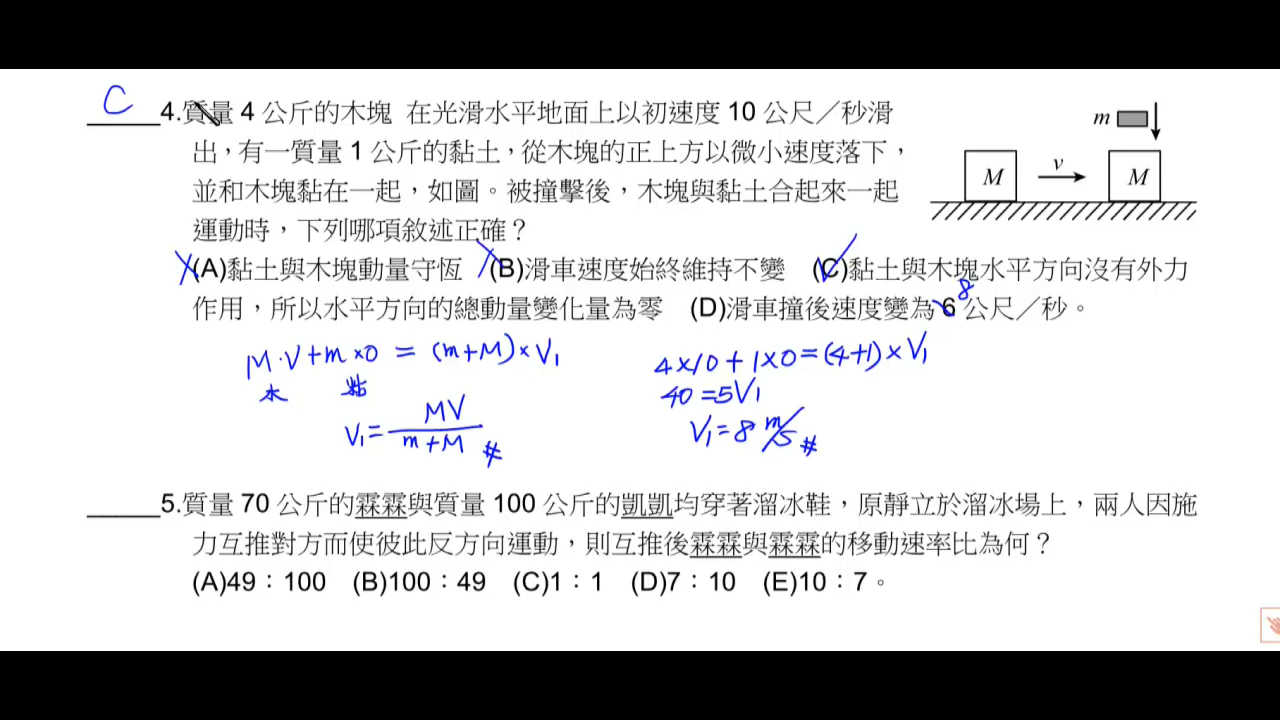 C
4.質量 4 公斤的木塊 在光滑水平地面上以初速度 10 公尺／秒滑
出，有一質量 1 公斤的黏土，從木塊的正上方以微小速度落下，
並和木塊黏在一起，如圖。被撞擊後，木塊與黏土合起來一起
運動時，下列哪項敘述正確？
(A)黏土與木塊動量守恆 (B)滑車速度始終維持不變 (C)黏土與木塊水平方向沒有外力
作用，所以水平方向的總動量變化量為零 (D)滑車撞後速度變為 6 公尺／秒。
8
m
M
v
M
M·V+m×0 = (m+M)×V₁
木 黏
V₁= MV/m+M #
4×10+1×0=(4+1)×V₁
40=5V₁
V₁=8 m/s #
5.質量 70 公斤的霖霖與質量 100 公斤的凱凱均穿著溜冰鞋，原靜立於溜冰場上，兩人因施
力互推對方而使彼此反方向運動，則互推後霖霖與霖霖的移動速率比為何？
(A)49：100 (B)100：49 (C)1：1 (D)7：10 (E)10：7。